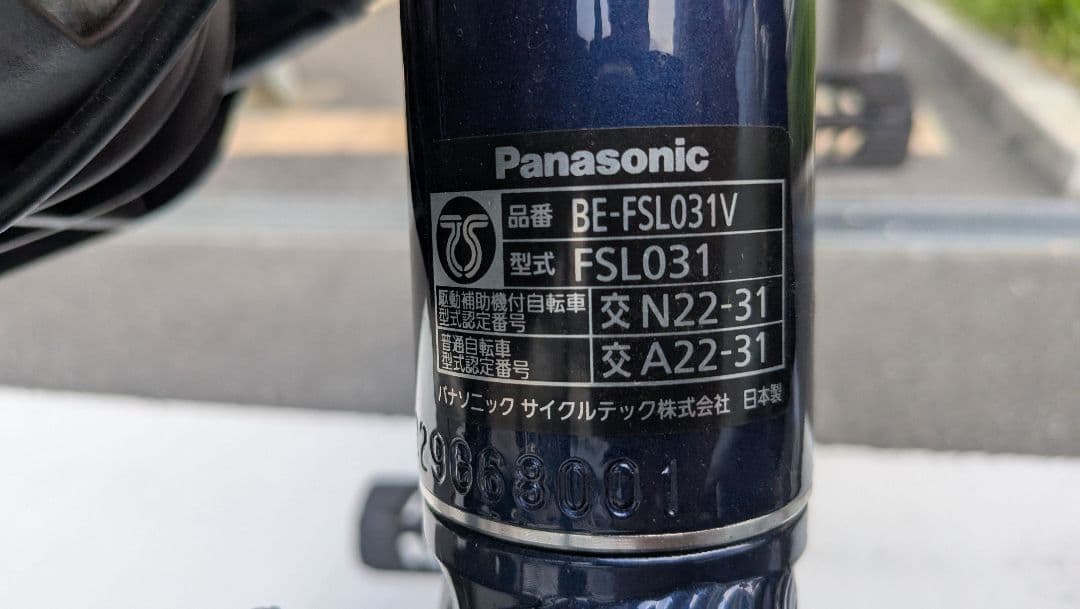 Panasonic
品番 BE-FSL031V
型式 FSL031
駆動補助機付自転車
型式認定番号
交 N22-31
普通自転車
型式認定番号
交 A22-31
パナソニック サイクルテック株式会社 日本製
29068001